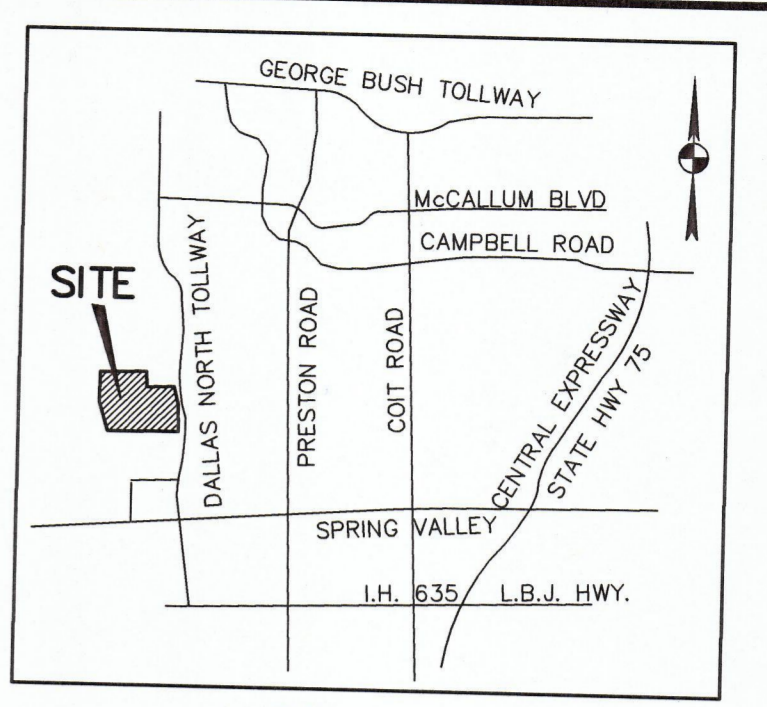 GEORGE BUSH TOLLWAY
McCALLUM BLVD
CAMPBELL ROAD
SITE
DALLAS NORTH TOLLWAY
PRESTON ROAD
COIT ROAD
CENTRAL EXPRESSWAY
STATE HWY 75
SPRING VALLEY
I.H. 635 L.B.J. HWY.